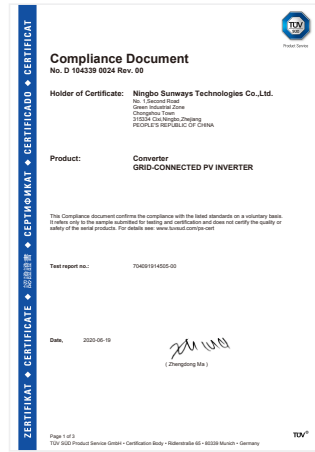 TÜV
SÜD
Product Service
Compliance Document
No. D 104339 0024 Rev. 00
Holder of Certificate: Ningbo Sunways Technologies Co.,Ltd.
No. 1,Second Road
Green Industrial Zone
Chongshou Town
315334 Cixi,Ningbo,Zhejiang
PEOPLE'S REPUBLIC OF CHINA
Product: Converter
GRID-CONNECTED PV INVERTER
This Compliance document confirms the compliance with the listed standards on a voluntary basis.
It refers only to the sample submitted for testing and certification and does not certify the quality or
safety of the serial products. For details see: www.tuvsud.com/ps-cert
Test report no.: 704091914505-00
Date, 2020-06-19
( Zhengdong Ma )
Page 1 of 3
TÜV SÜD Product Service GmbH • Certification Body • Ridlerstraße 65 • 80339 Munich • Germany
TÜV®
ZERTIFIKAT ◆ CERTIFICATE ◆ 認證證書 ◆ СЕРТИФИКАТ ◆ CERTIFICADO ◆ CERTIFICAT